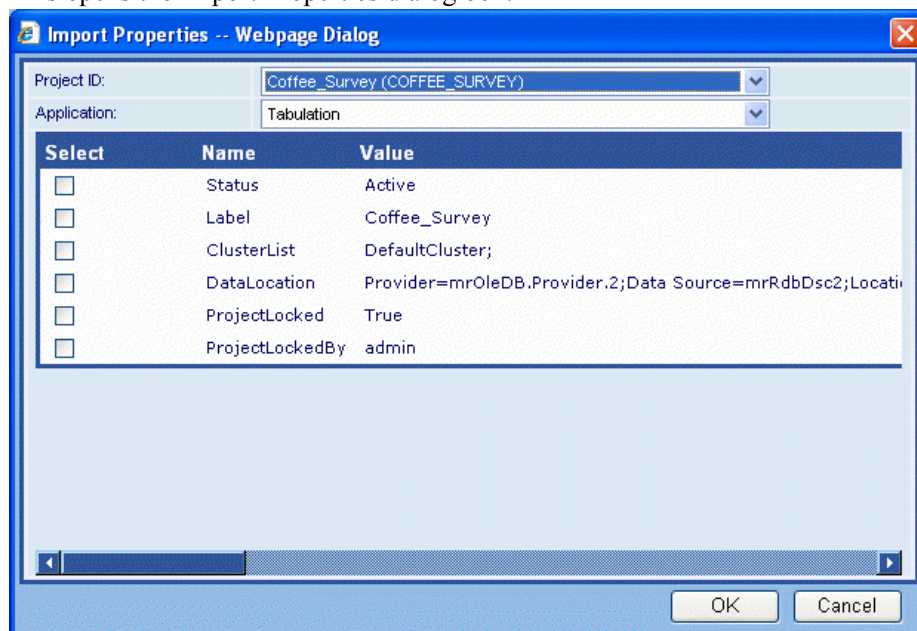 Import Properties -- Webpage Dialog
Project ID: Coffee_Survey (COFFEE_SURVEY)
Application: Tabulation
Select Name Value
Status Active
Label Coffee_Survey
ClusterList DefaultCluster;
DataLocation Provider=mrOleDB.Provider.2;Data Source=mrRdbDsc2;Locati
ProjectLocked True
ProjectLockedBy admin
OK Cancel